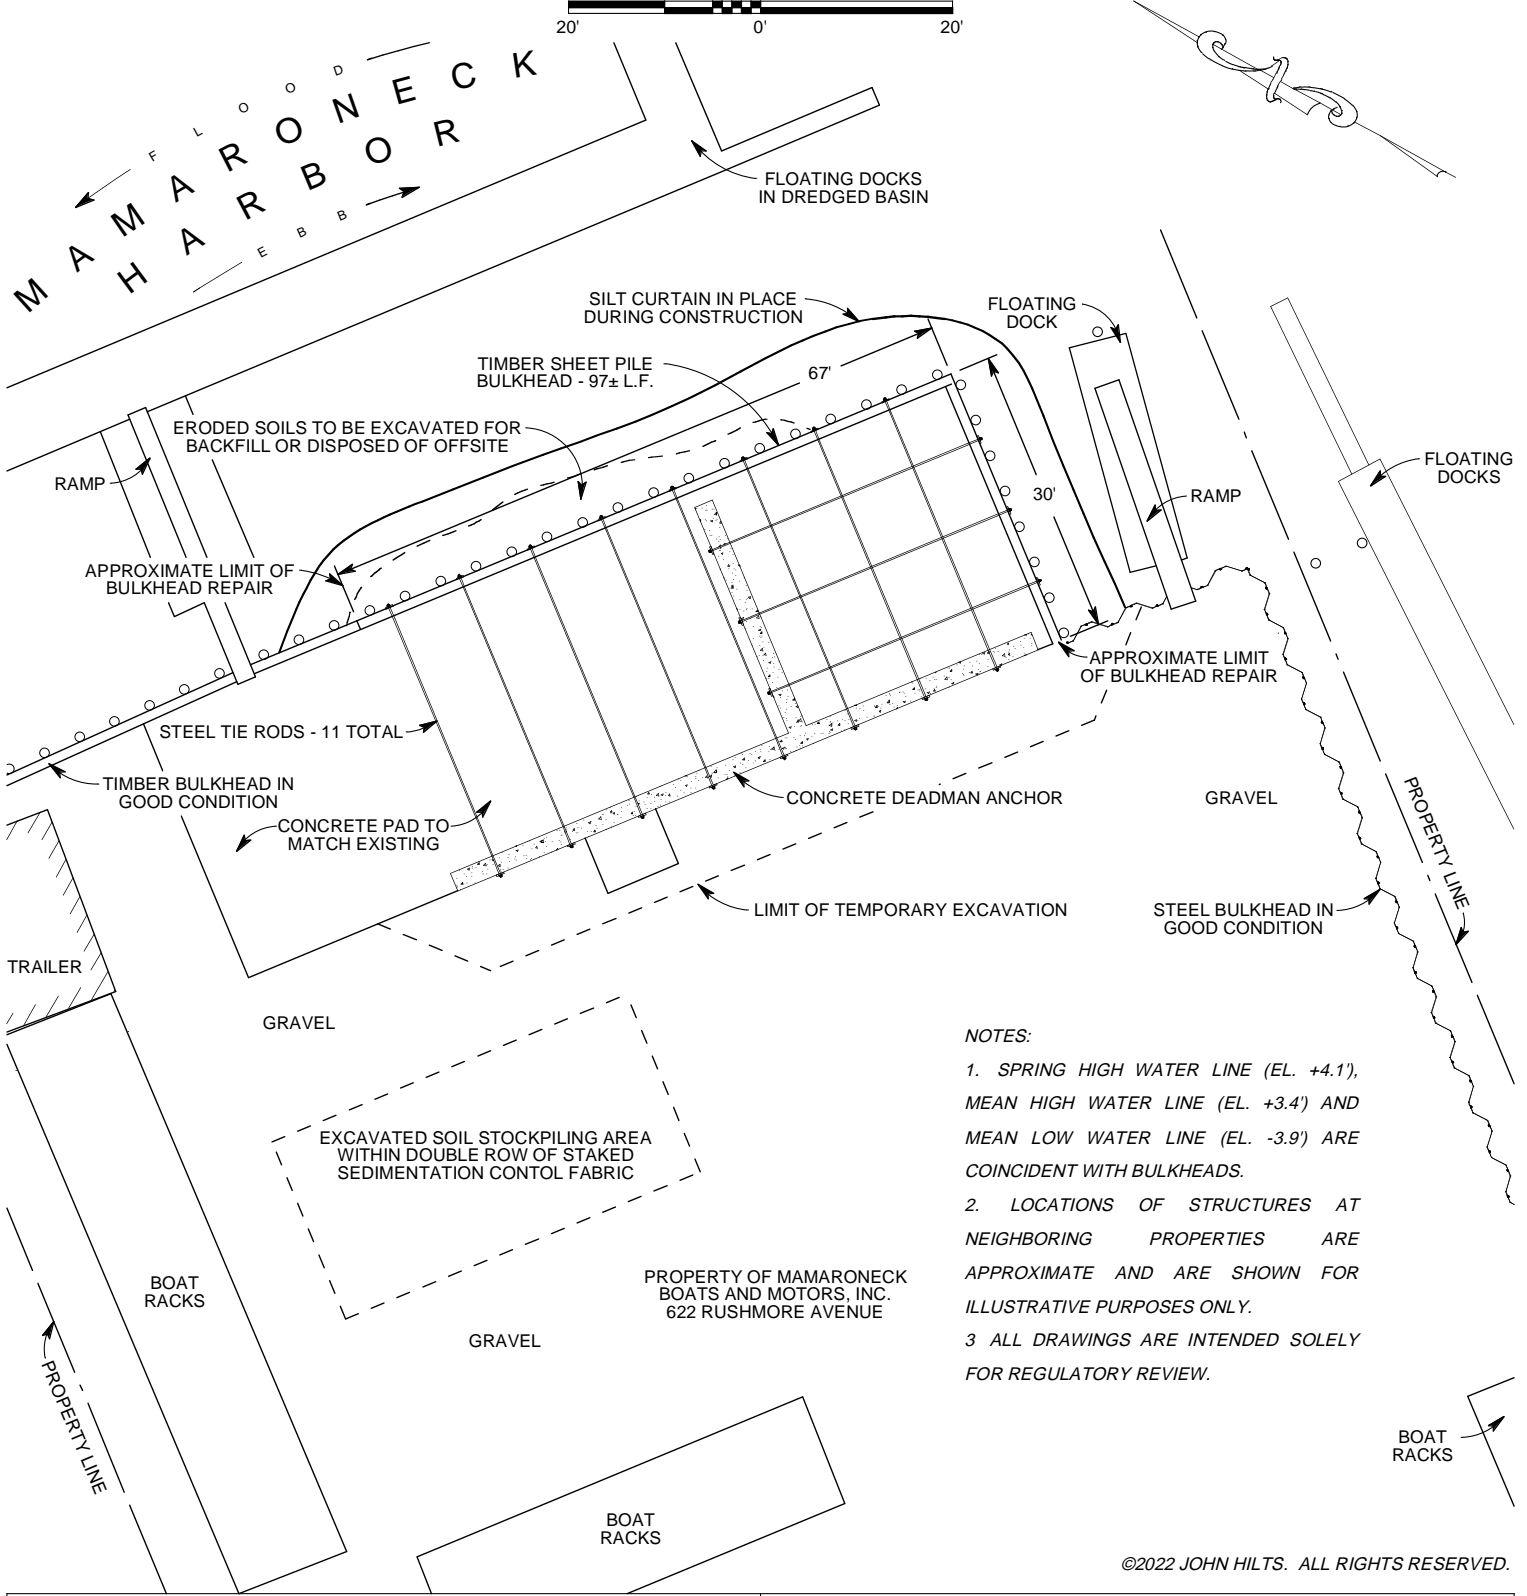 20'
0'
20'
FLOOD
MAMARONECK
HARBOR
EBB
FLOATING DOCKS
IN DREDGED BASIN
SILT CURTAIN IN PLACE
DURING CONSTRUCTION
FLOATING
DOCK
TIMBER SHEET PILE
BULKHEAD - 97± L.F.
67'
ERODED SOILS TO BE EXCAVATED FOR
BACKFILL OR DISPOSED OF OFFSITE
RAMP
FLOATING
DOCKS
30'
RAMP
APPROXIMATE LIMIT OF
BULKHEAD REPAIR
APPROXIMATE LIMIT
OF BULKHEAD REPAIR
STEEL TIE RODS - 11 TOTAL
TIMBER BULKHEAD IN
GOOD CONDITION
CONCRETE DEADMAN ANCHOR
GRAVEL
PROPERTY LINE
CONCRETE PAD TO
MATCH EXISTING
LIMIT OF TEMPORARY EXCAVATION
STEEL BULKHEAD IN
GOOD CONDITION
TRAILER
GRAVEL
NOTES:
1. SPRING HIGH WATER LINE (EL. +4.1'),
MEAN HIGH WATER LINE (EL. +3.4') AND
MEAN LOW WATER LINE (EL. -3.9') ARE
COINCIDENT WITH BULKHEADS.
2. LOCATIONS OF STRUCTURES AT
NEIGHBORING PROPERTIES ARE
APPROXIMATE AND ARE SHOWN FOR
ILLUSTRATIVE PURPOSES ONLY.
3 ALL DRAWINGS ARE INTENDED SOLELY
FOR REGULATORY REVIEW.
EXCAVATED SOIL STOCKPILING AREA
WITHIN DOUBLE ROW OF STAKED
SEDIMENTATION CONTOL FABRIC
BOAT
RACKS
PROPERTY OF MAMARONECK
BOATS AND MOTORS, INC.
622 RUSHMORE AVENUE
GRAVEL
PROPERTY LINE
BOAT
RACKS
BOAT
RACKS
©2022 JOHN HILTS. ALL RIGHTS RESERVED.